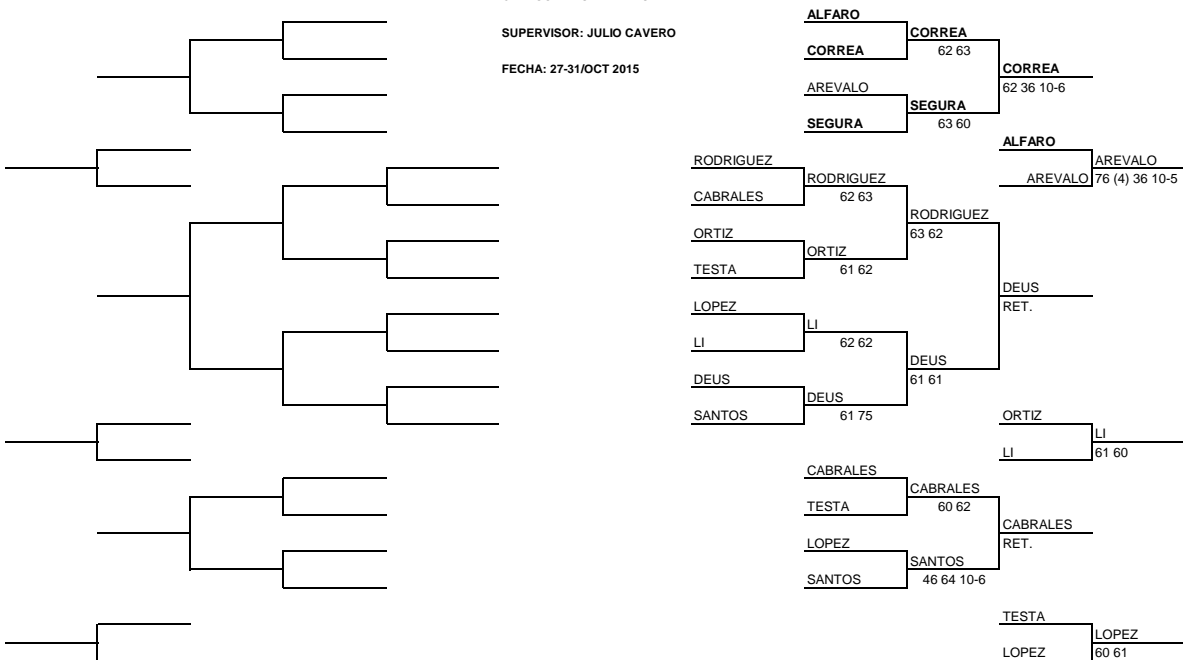 SUPERVISOR: JULIO CAVERO
FECHA: 27-31/OCT 2015
ALFARO
CORREA
CORREA
62 63
AREVALO
SEGURA
SEGURA
63 60
CORREA
62 36 10-6
ALFARO
AREVALO
AREVALO
76 (4) 36 10-5
RODRIGUEZ
CABRALES
RODRIGUEZ
62 63
ORTIZ
TESTA
ORTIZ
61 62
RODRIGUEZ
63 62
LOPEZ
LI
LI
62 62
DEUS
SANTOS
DEUS
61 75
DEUS
61 61
DEUS
RET.
ORTIZ
LI
LI
61 60
CABRALES
TESTA
CABRALES
60 62
LOPEZ
SANTOS
SANTOS
46 64 10-6
CABRALES
RET.
TESTA
LOPEZ
LOPEZ
60 61